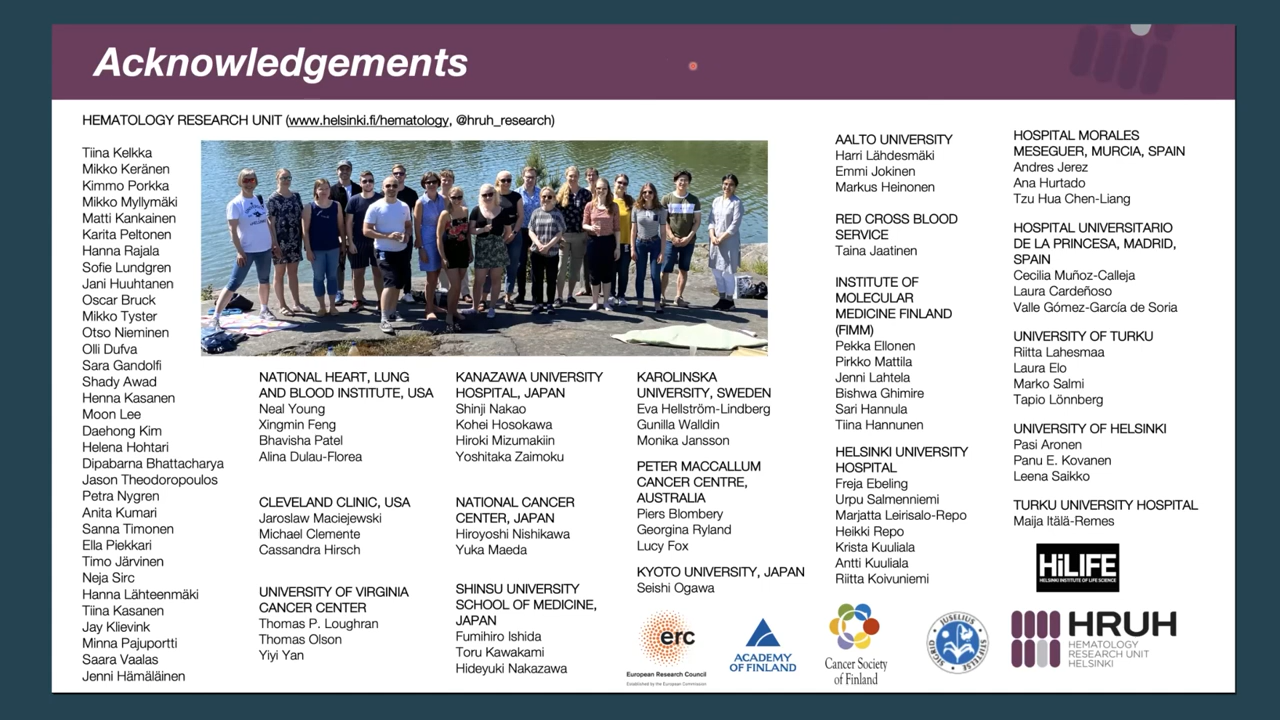 Acknowledgements
HEMATOLOGY RESEARCH UNIT (www.helsinki.fi/hematology, @hruh_research)
Tiina Kelkka
Mikko Keränen
Kimmo Porkka
Mikko Myllymäki
Matti Kankainen
Karita Peltonen
Hanna Rajala
Sofie Lundgren
Jani Huuhtanen
Oscar Bruck
Mikko Tyster
Otso Nieminen
Olli Dufva
Sara Gandolfi
Shady Awad
Henna Kasanen
Moon Lee
Daehong Kim
Helena Hohtari
Dipabarna Bhattacharya
Jason Theodoropoulos
Petra Nygren
Anita Kumari
Sanna Timonen
Ella Piekkari
Timo Järvinen
Neja Sirc
Hanna Lähteenmäki
Tiina Kasanen
Jay Klievink
Minna Pajuportti
Saara Vaalas
Jenni Hämäläinen
NATIONAL HEART, LUNG
AND BLOOD INSTITUTE, USA
Neal Young
Xingmin Feng
Bhavisha Patel
Alina Dulau-Florea
CLEVELAND CLINIC, USA
Jaroslaw Maciejewski
Michael Clemente
Cassandra Hirsch
UNIVERSITY OF VIRGINIA
CANCER CENTER
Thomas P. Loughran
Thomas Olson
Yiyi Yan
KANAZAWA UNIVERSITY
HOSPITAL, JAPAN
Shinji Nakao
Kohei Hosokawa
Hiroki Mizumakiin
Yoshitaka Zaimoku
NATIONAL CANCER
CENTER, JAPAN
Hiroyoshi Nishikawa
Yuka Maeda
SHINSU UNIVERSITY
SCHOOL OF MEDICINE,
JAPAN
Fumihiro Ishida
Toru Kawakami
Hideyuki Nakazawa
KAROLINSKA
UNIVERSITY, SWEDEN
Eva Hellström-Lindberg
Gunilla Walldin
Monika Jansson
PETER MACCALLUM
CANCER CENTRE,
AUSTRALIA
Piers Blombery
Georgina Ryland
Lucy Fox
KYOTO UNIVERSITY, JAPAN
Seishi Ogawa
AALTO UNIVERSITY
Harri Lähdesmäki
Emmi Jokinen
Markus Heinonen
RED CROSS BLOOD
SERVICE
Taina Jaatinen
INSTITUTE OF
MOLECULAR
MEDICINE FINLAND
(FIMM)
Pekka Ellonen
Pirkko Mattila
Jenni Lahtela
Bishwa Ghimire
Sari Hannula
Tiina Hannunen
HELSINKI UNIVERSITY
HOSPITAL
Freja Ebeling
Urpu Salmenniemi
Marjatta Leirisalo-Repo
Heikki Repo
Krista Kuuliala
Antti Kuuliala
Riitta Koivuniemi
HOSPITAL MORALES
MESEGUER, MURCIA, SPAIN
Andres Jerez
Ana Hurtado
Tzu Hua Chen-Liang
HOSPITAL UNIVERSITARIO
DE LA PRINCESA, MADRID,
SPAIN
Cecilia Muñoz-Calleja
Laura Cardeñoso
Valle Gómez-García de Soria
UNIVERSITY OF TURKU
Riitta Lahesmaa
Laura Elo
Marko Salmi
Tapio Lönnberg
UNIVERSITY OF HELSINKI
Pasi Aronen
Panu E. Kovanen
Leena Saikko
TURKU UNIVERSITY HOSPITAL
Maija Itälä-Remes
HiLIFE
HELSINKI INSTITUTE OF LIFE SCIENCE
erc
European Research Council
Established by the European Commission
ACADEMY
OF FINLAND
Cancer Society
of Finland
SIGRID JUSELIUS STIFTELSE
HRUH
HEMATOLOGY
RESEARCH UNIT
HELSINKI